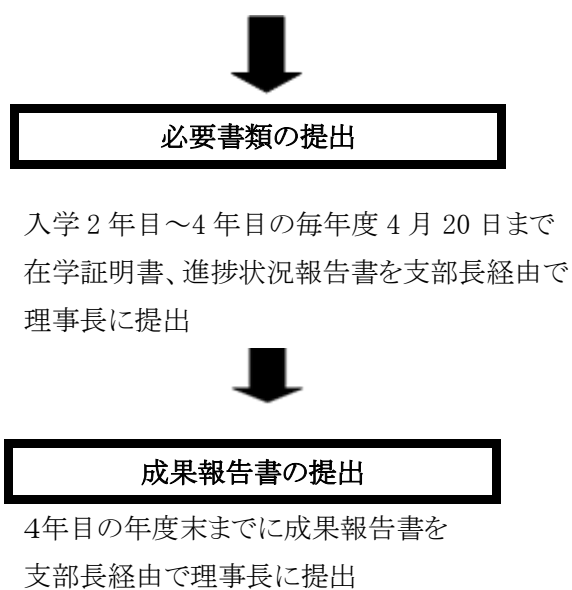 必要書類の提出
入学２年目～４年目の毎年度４月 20 日まで
在学証明書、進捗状況報告書を支部長経由で
理事長に提出
成果報告書の提出
４年目の年度末までに成果報告書を
支部長経由で理事長に提出